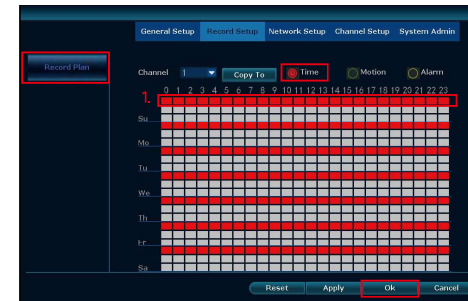 General Setup Record Setup Network Setup Channel Setup System Admin
Record Plan
Channel 1 Copy To Time Motion Alarm
0 1 2 3 4 5 6 7 8 9 10 11 12 13 14 15 16 17 18 19 20 21 22 23
1.
Su
Mo
Tu
We
Th
Fr
Sa
Reset Apply Ok Cancel